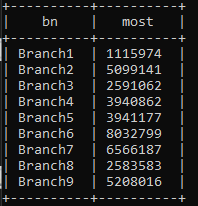 +---------+---------+
| bn | most |
+---------+---------+
| Branch1 | 1115974 |
| Branch2 | 5099141 |
| Branch3 | 2591062 |
| Branch4 | 3940862 |
| Branch5 | 3941177 |
| Branch6 | 8032799 |
| Branch7 | 6566187 |
| Branch8 | 2583583 |
| Branch9 | 5208016 |
+---------+---------+